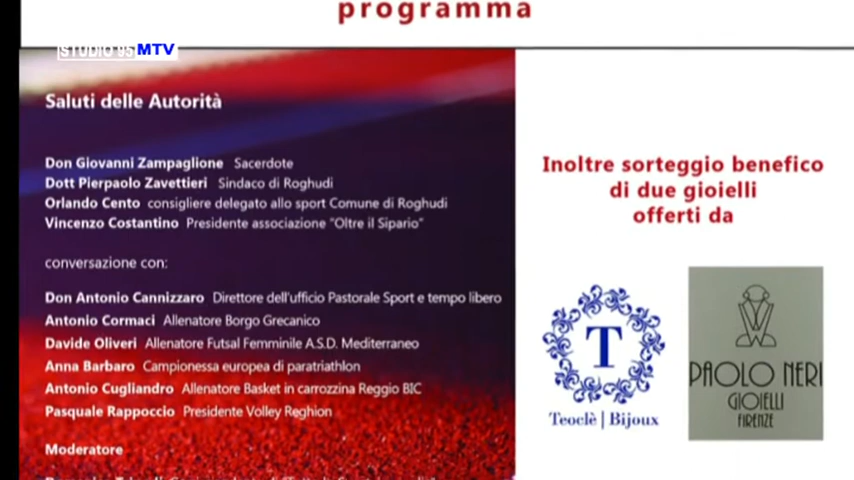 programma
STUDIO 95 MTV
Saluti delle Autorità
Don Giovanni Zampaglione Sacerdote
Dott Pierpaolo Zavettieri Sindaco di Roghudi
Orlando Cento consigliere delegato allo sport Comune di Roghudi
Vincenzo Costantino Presidente associazione "Oltre il Sipario"
conversazione con:
Don Antonio Cannizzaro Direttore dell'ufficio Pastorale Sport e tempo libero
Antonio Cormaci Allenatore Borgo Grecanico
Davide Oliveri Allenatore Futsal Femminile A.S.D. Mediterraneo
Anna Barbaro Campionessa europea di paratriathlon
Antonio Cugliandro Allenatore Basket in carrozzina Reggio BIC
Pasquale Rappoccio Presidente Volley Reghion
Moderatore
Inoltre sorteggio benefico
di due gioielli
offerti da
T
Teoclè | Bijoux
PAOLO NERI
GIOIELLI
FIRENZE